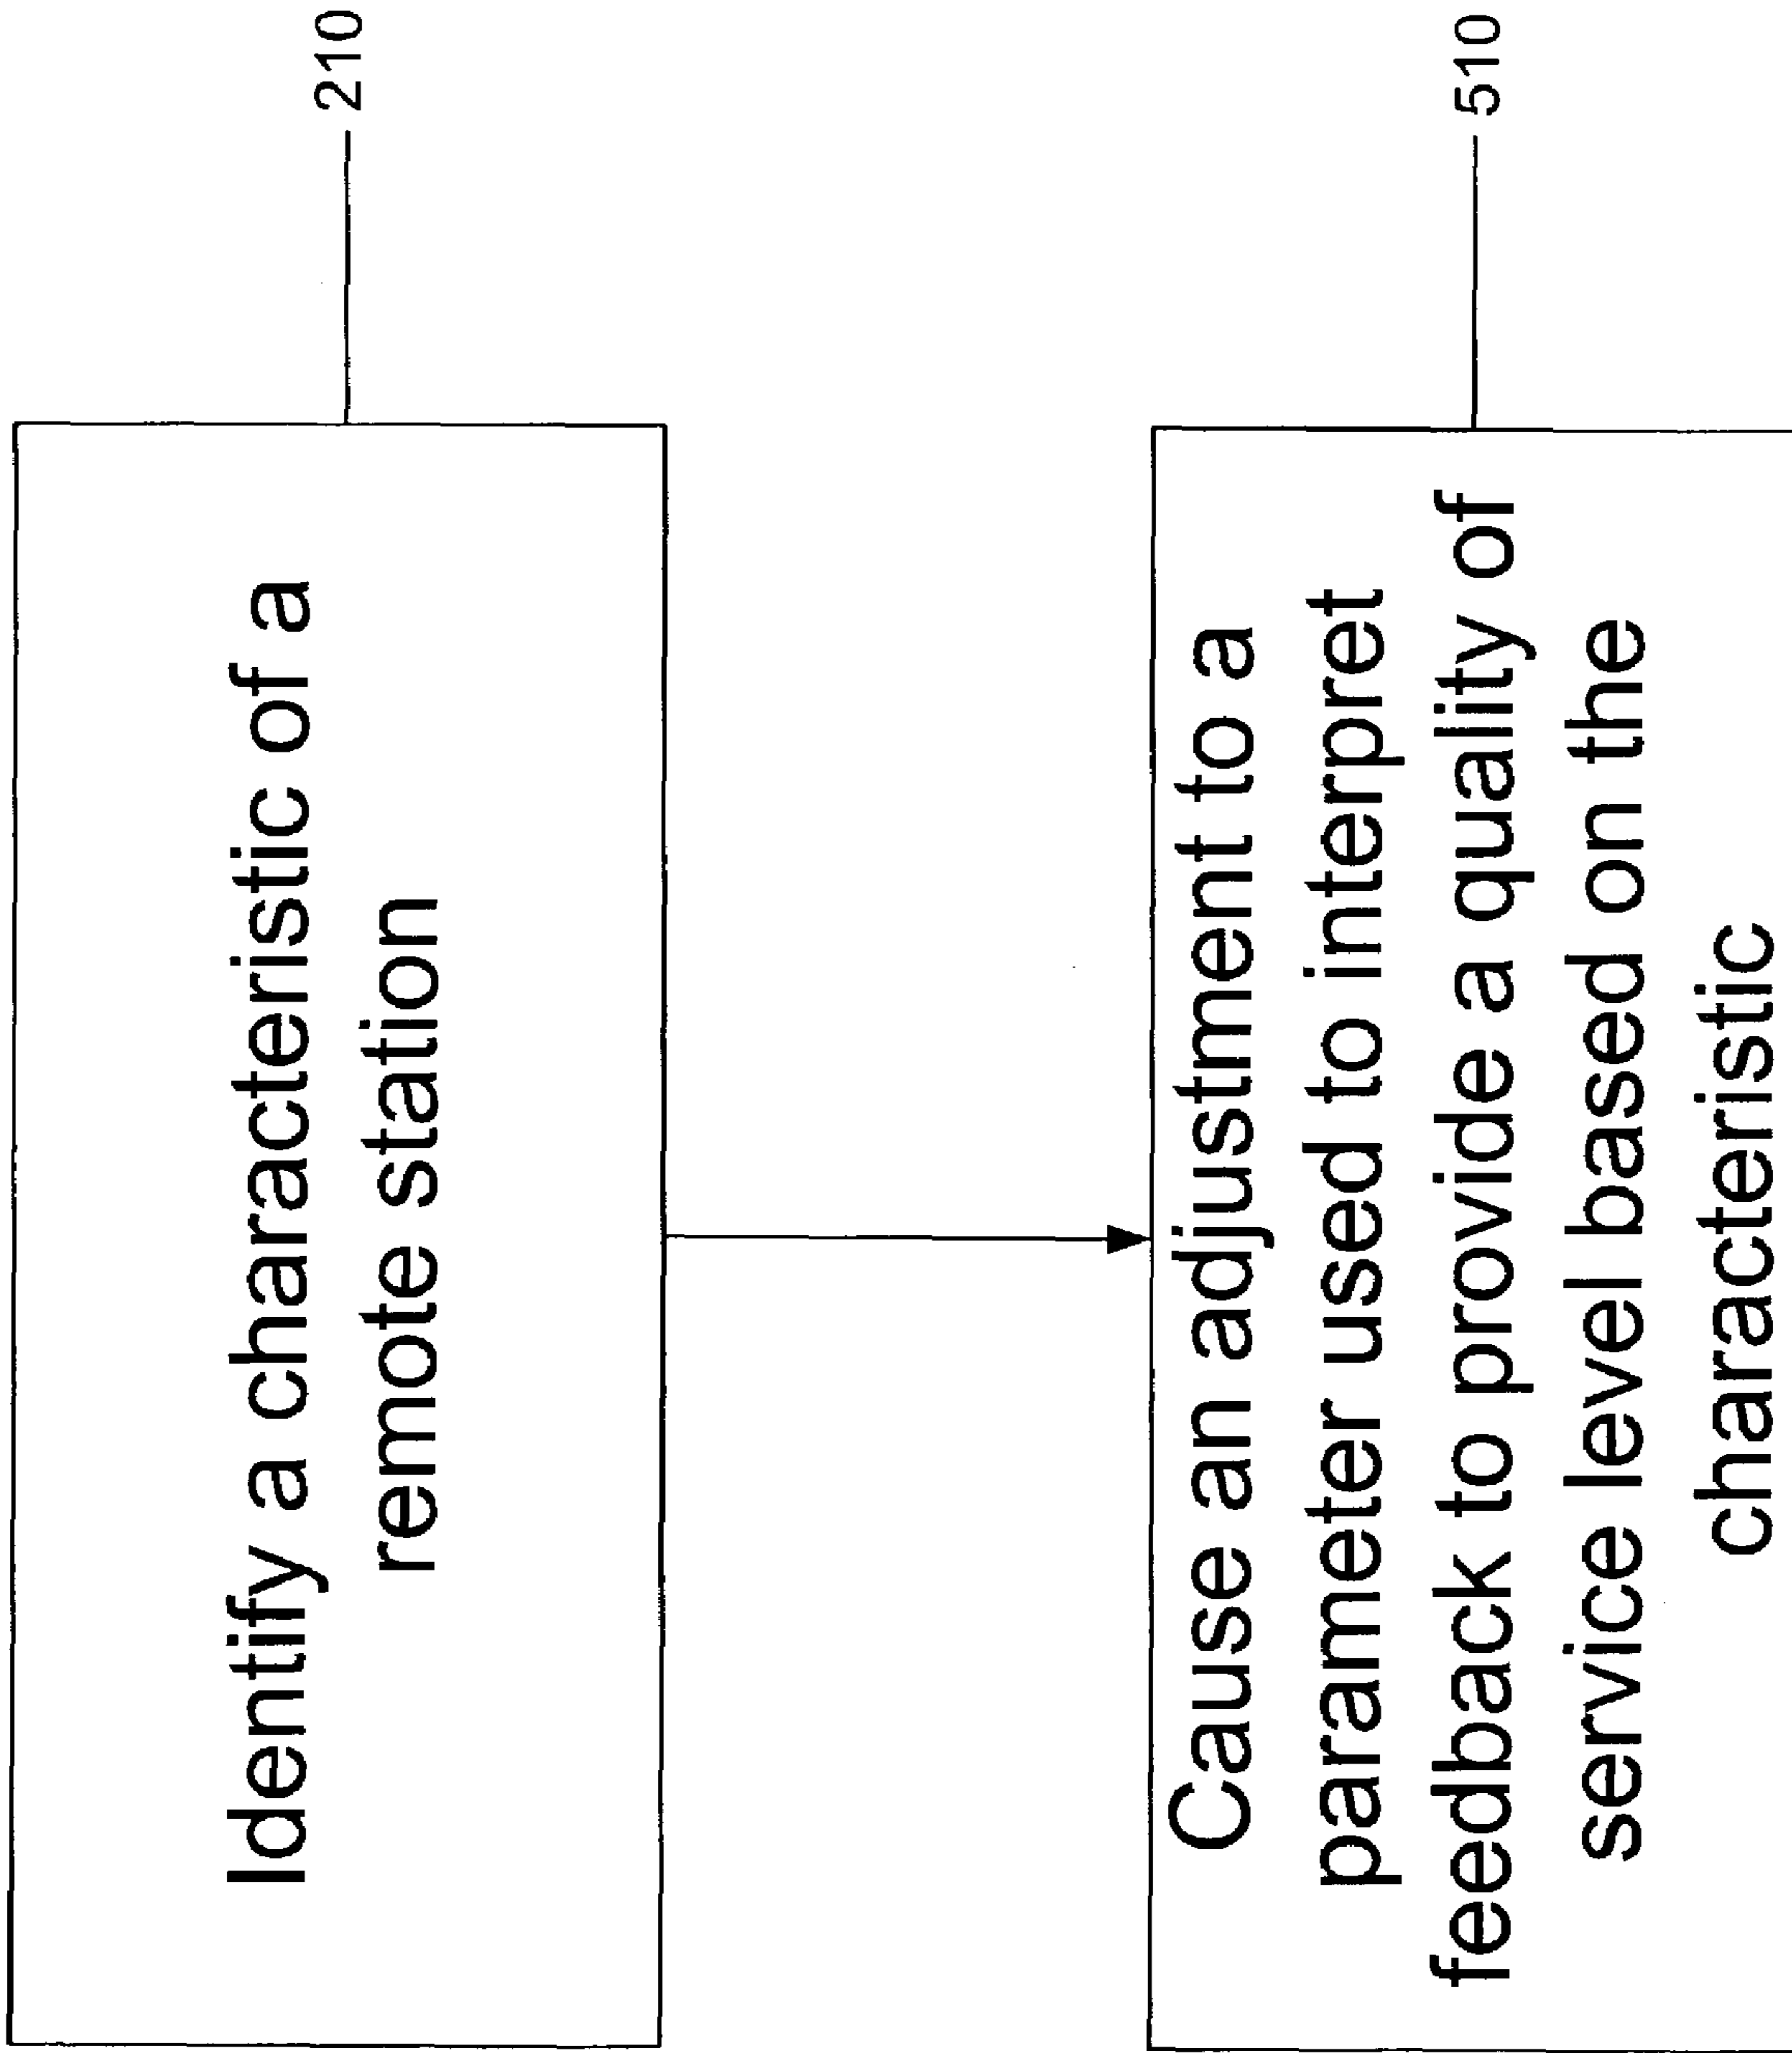 Identify a characteristic of a
remote station
210
Cause an adjustment to a
parameter used to interpret
feedback to provide a quality of
service level based on the
characteristic
510